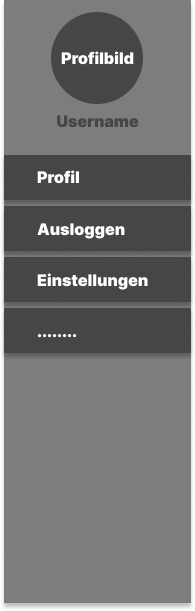 Profilbild
Username
Profil
Ausloggen
Einstellungen
........